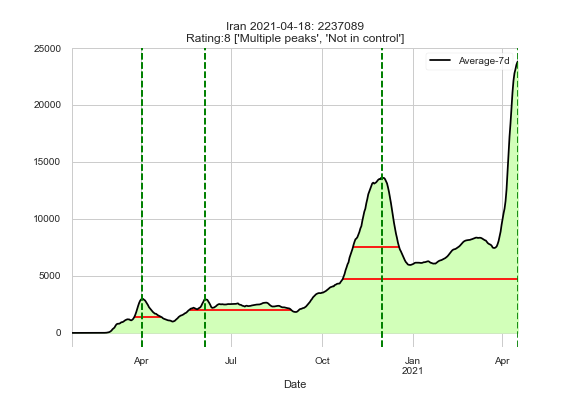 Iran 2021-04-18: 2237089
Rating:8 ['Multiple peaks', 'Not in control']
Average-7d
25000
20000
15000
10000
5000
0
Apr
Jul
Oct
Jan
2021
Apr
Date